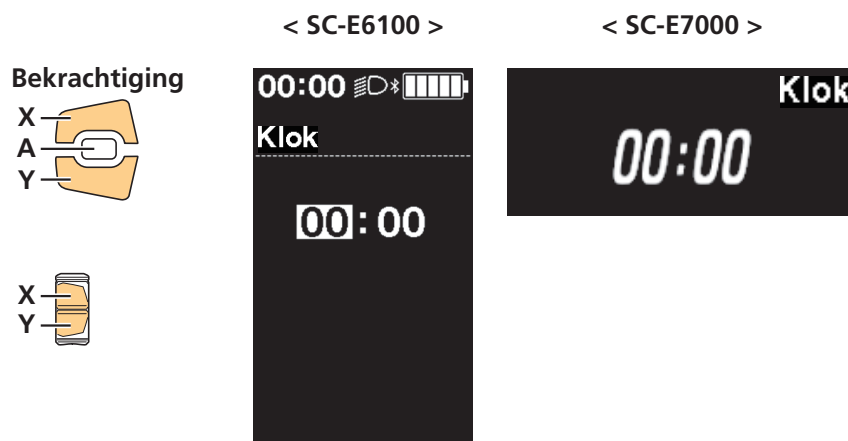 < SC-E6100 >
< SC-E7000 >
Bekrachtiging
X
A
Y
X
Y
00:00
Klok
00: 00
Klok
00:00